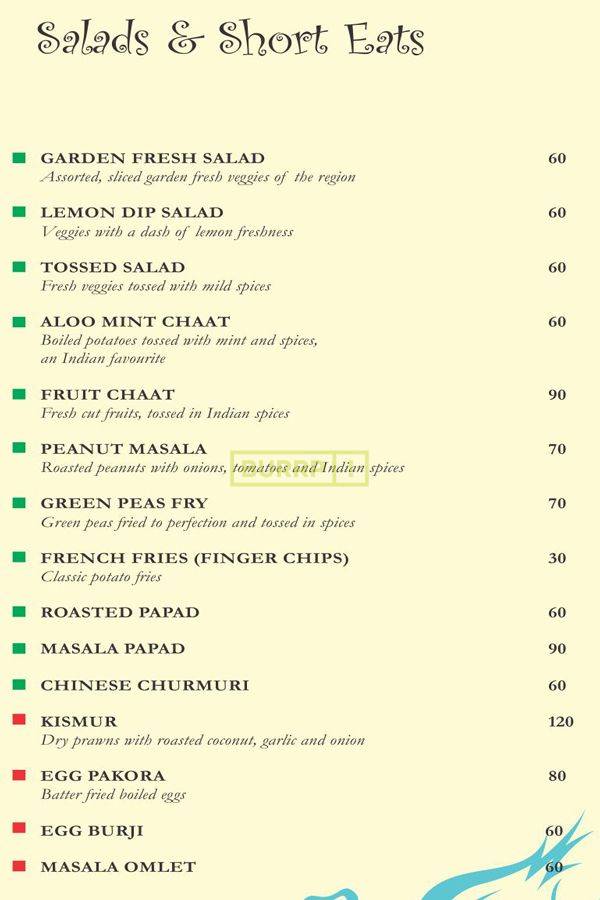 Salads & Short Eats
GARDEN FRESH SALAD 60
Assorted, sliced garden fresh veggies of the region
LEMON DIP SALAD 60
Veggies with a dash of lemon freshness
TOSSED SALAD 60
Fresh veggies tossed with mild spices
ALOO MINT CHAAT 60
Boiled potatoes tossed with mint and spices,
an Indian favourite
FRUIT CHAAT 90
Fresh cut fruits, tossed in Indian spices
PEANUT MASALA 70
Roasted peanuts with onions, tomatoes and Indian spices
GREEN PEAS FRY 70
Green peas fried to perfection and tossed in spices
FRENCH FRIES (FINGER CHIPS) 30
Classic potato fries
ROASTED PAPAD 60
MASALA PAPAD 90
CHINESE CHURMURI 60
KISMUR 120
Dry prawns with roasted coconut, garlic and onion
EGG PAKORA 80
Batter fried boiled eggs
EGG BURJI 60
MASALA OMLET 60